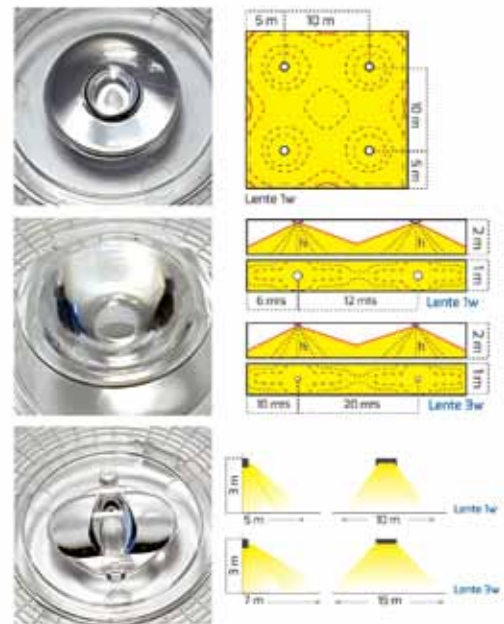 5 m 10 m
10 m
5 m
Lente 1w
h h
2 m
1 m
6 mts 12 mts
Lente 1w
h h
2 m
1 m
10 mts 20 mts
Lente 3w
3 m
5 m 10 m
Lente 1w
3 m
7 m 15 m
Lente 3w